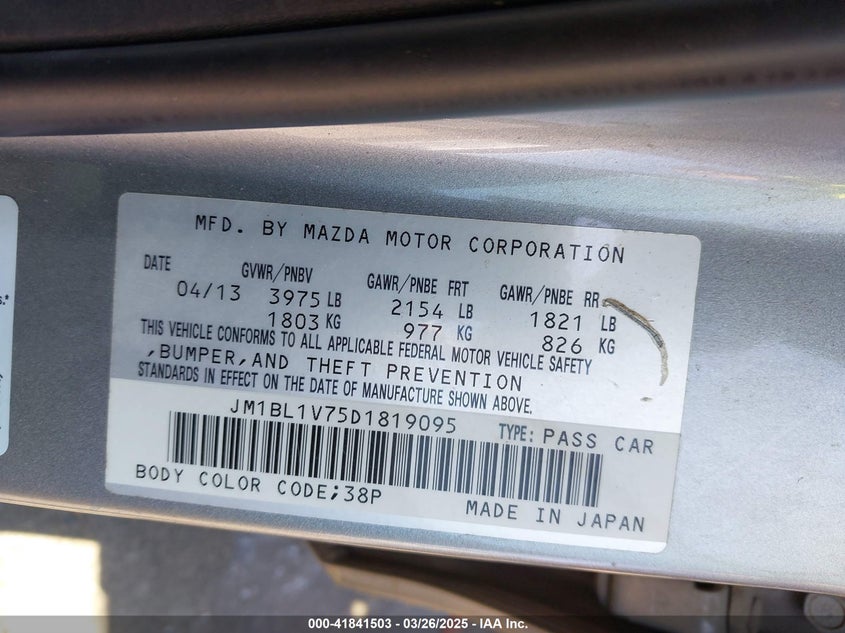 MFD. BY MAZDA MOTOR CORPORATION
DATE GVWR/PNBV GAWR/PNBE FRT GAWR/PNBE RR
04/13 3975 LB 2154 LB 1821 LB
1803 KG 977 KG 826 KG
THIS VEHICLE CONFORMS TO ALL APPLICABLE FEDERAL MOTOR VEHICLE SAFETY
,BUMPER,AND THEFT PREVENTION
STANDARDS IN EFFECT ON THE DATE OF MANUFACTURE SHOWN ABOVE.
JM1BL1V75D1819095 TYPE: PASS CAR
BODY COLOR CODE;38P
MADE IN JAPAN
000-41841503 - 03/26/2025 - IAA Inc.